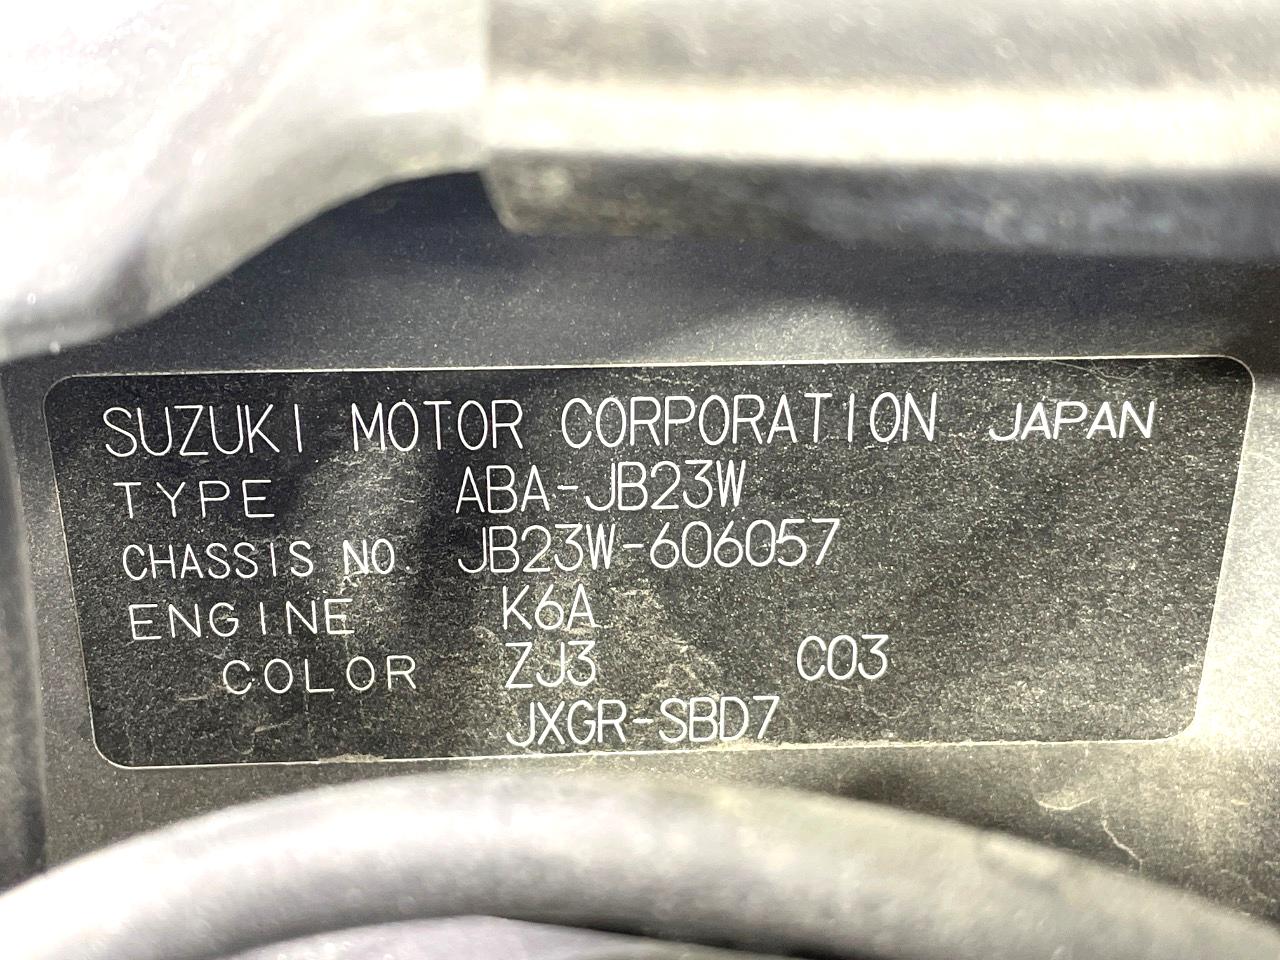 SUZUKI MOTOR CORPORATION JAPAN
TYPE ABA-JB23W
CHASSIS NO. JB23W-606057
ENGINE K6A
COLOR ZJ3 C03
JXGR-SBD7